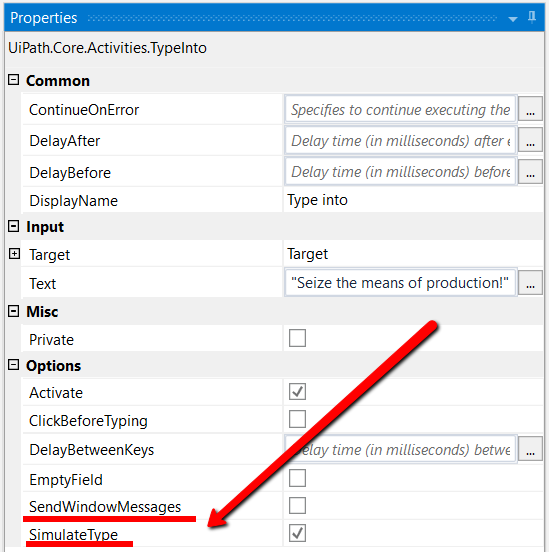 Properties
UiPath.Core.Activities.TypeInto
Common
ContinueOnError Specifies to continue executing the ...
DelayAfter Delay time (in milliseconds) after e ...
DelayBefore Delay time (in milliseconds) before ...
DisplayName Type into
Input
Target Target
Text "Seize the means of production!" ...
Misc
Private
Options
Activate
ClickBeforeTyping
DelayBetweenKeys Delay time (in milliseconds) betwe ...
EmptyField
SendWindowMessages
SimulateType